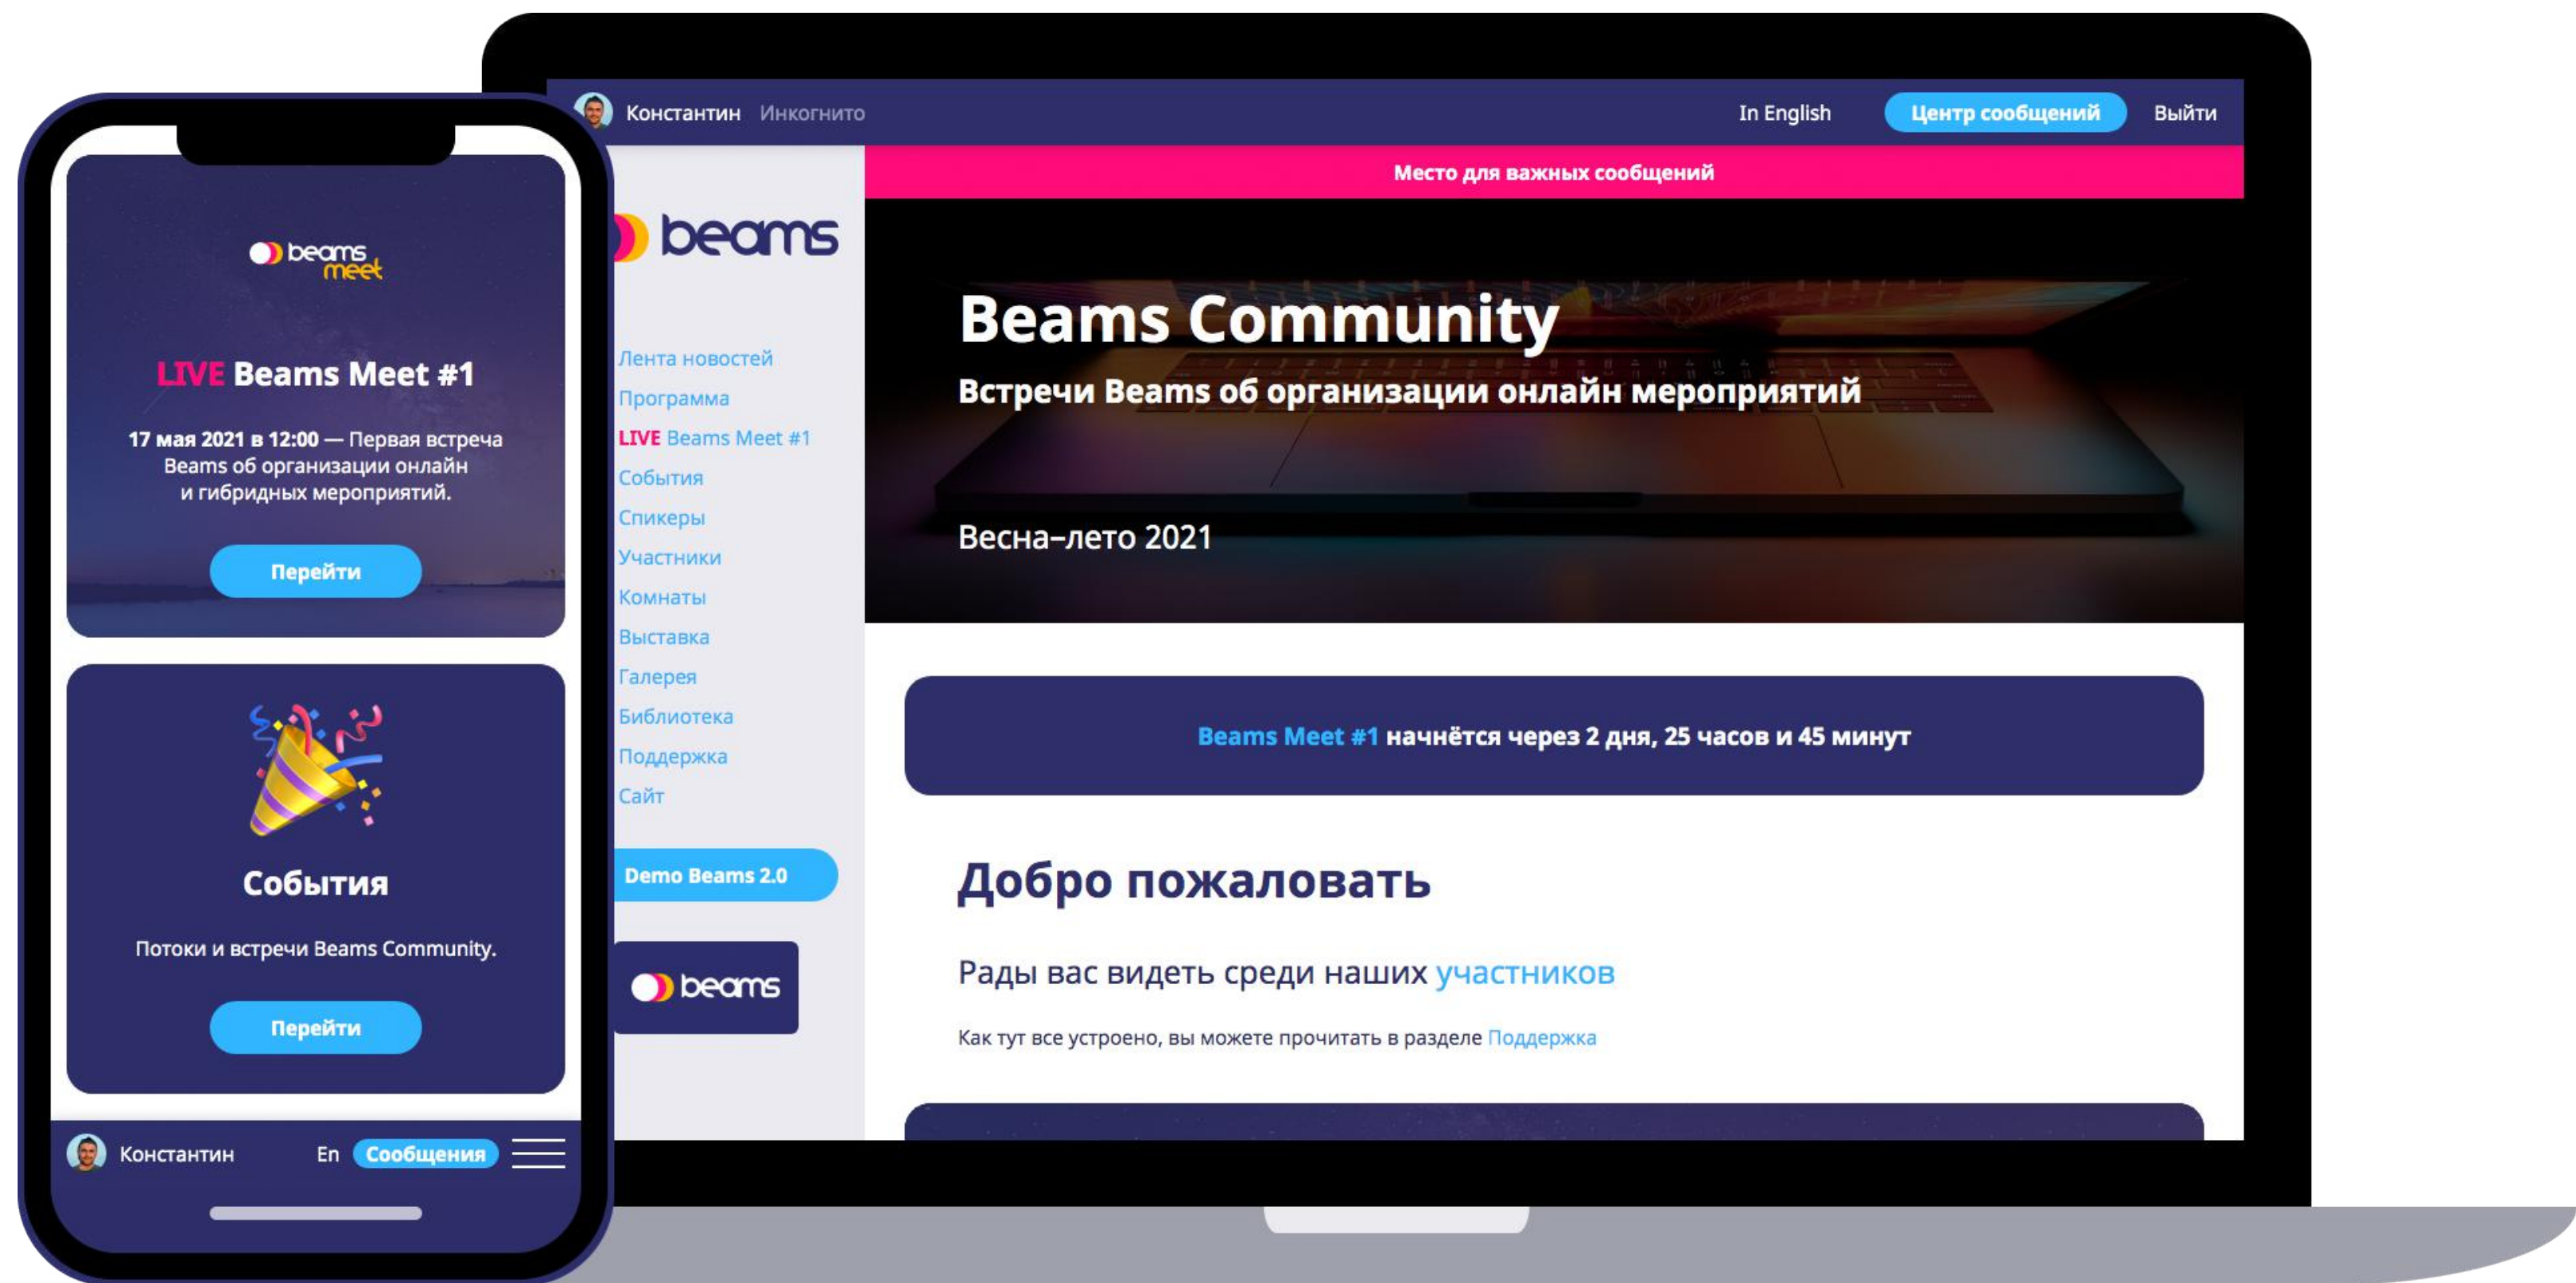 beams
meet
LIVE Beams Meet #1
17 мая 2021 в 12:00 — Первая встреча
Beams об организации онлайн
и гибридных мероприятий.
Перейти
События
Потоки и встречи Beams Community.
Перейти
Константин En Сообщения
Константин Инкогнито In English Центр сообщений Выйти
beams
Лента новостей
Программа
LIVE Beams Meet #1
События
Спикеры
Участники
Комнаты
Выставка
Галерея
Библиотека
Поддержка
Сайт
Demo Beams 2.0
beams
Место для важных сообщений
Beams Community
Встречи Beams об организации онлайн мероприятий
Весна–лето 2021
Beams Meet #1 начнётся через 2 дня, 25 часов и 45 минут
Добро пожаловать
Рады вас видеть среди наших участников
Как тут все устроено, вы можете прочитать в разделе Поддержка